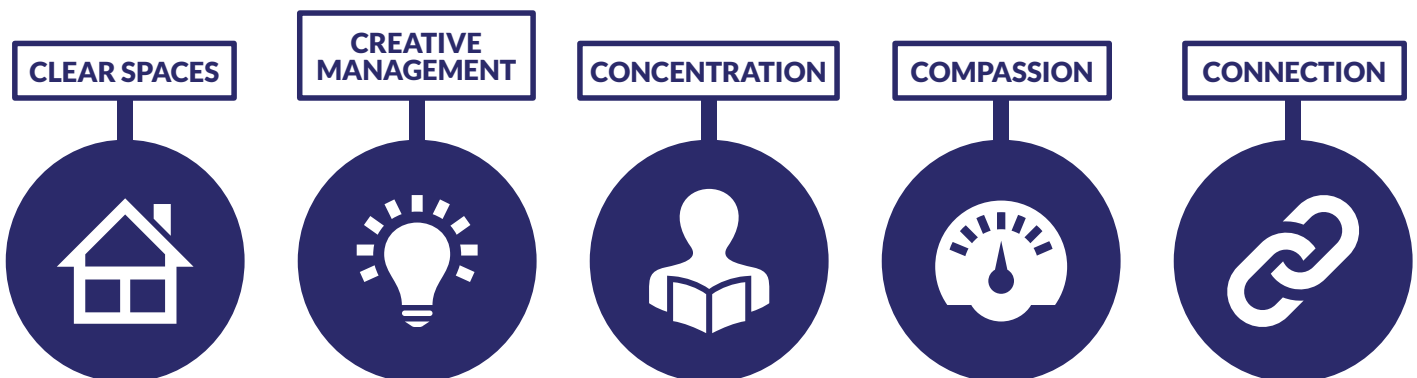 CLEAR SPACES
CREATIVE
MANAGEMENT
CONCENTRATION
COMPASSION
CONNECTION